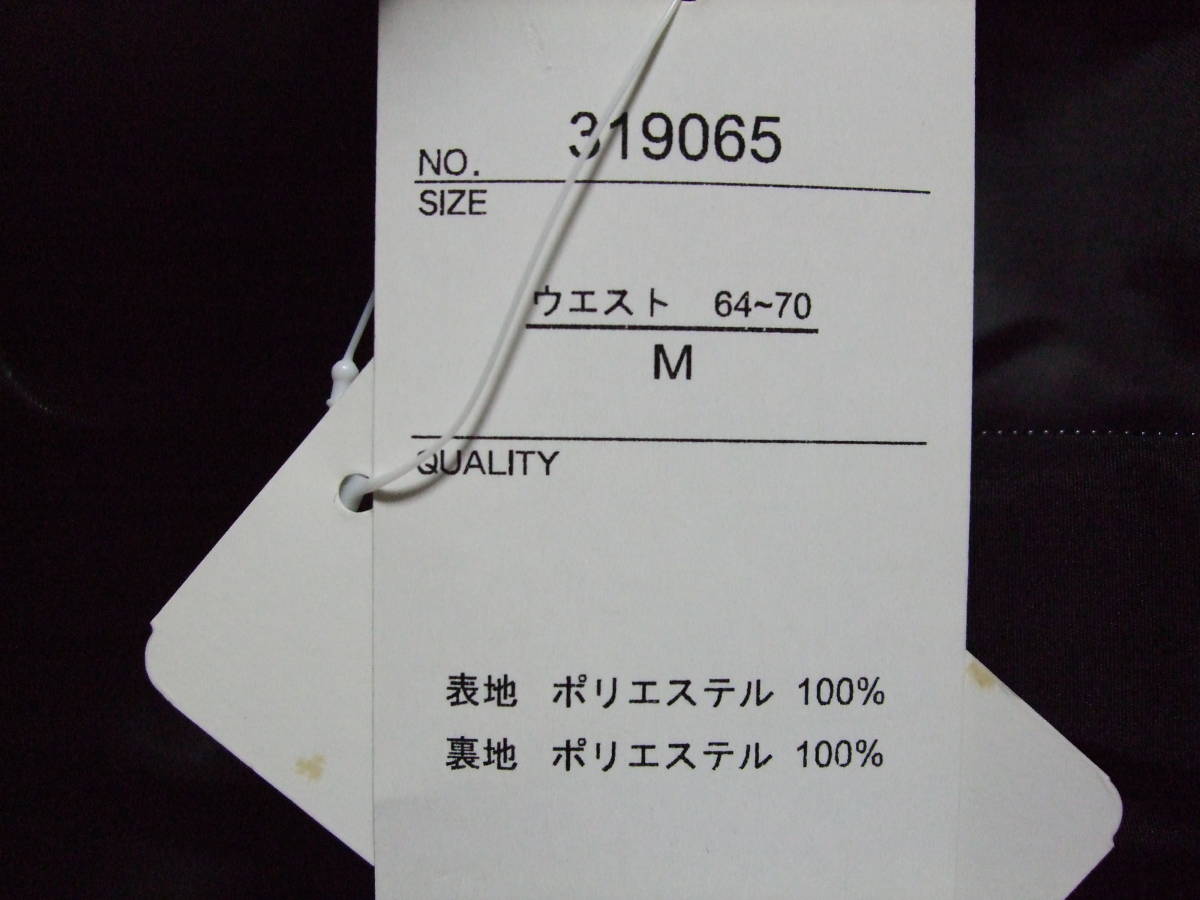 NO. 319065
SIZE
ウエスト 64~70
M
QUALITY
表地 ポリエステル 100%
裏地 ポリエステル 100%